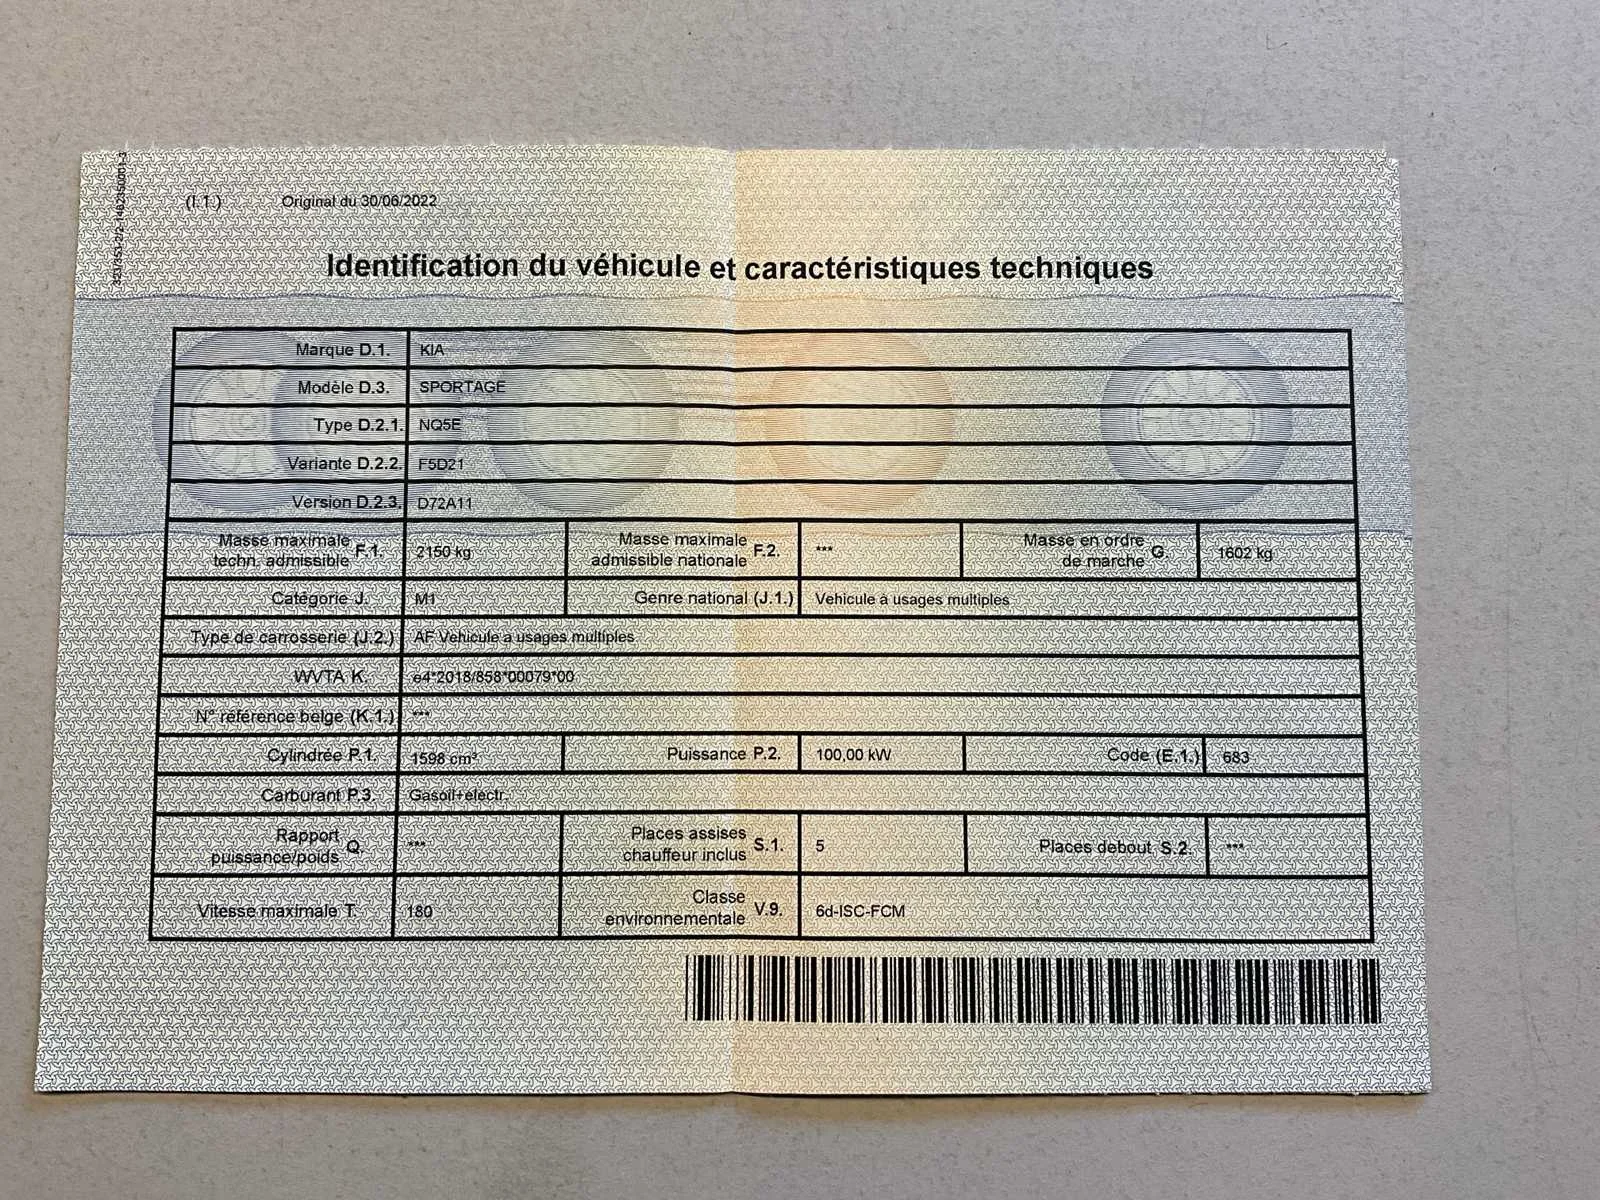 (I.1.) Original du 30/06/2022
Identification du véhicule et caractéristiques techniques
Marque D.1. KIA
Modèle D.3. SPORTAGE
Type D.2.1. NQ5E
Variante D.2.2. F5D21
Version D.2.3. D72A11
Masse maximale techn. admissible F.1. 2150 kg Masse maximale admissible nationale F.2. *** Masse en ordre de marche G. 1602 kg
Catégorie J. M1 Genre national (J.1.) Vehicule à usages multiples
Type de carrosserie (J.2.) AF Vehicule a usages multiples
WVTA K. e4*2018/858*00079*00
N° référence belge (K.1.) ***
Cylindrée P.1. 1598 cm³ Puissance P.2. 100,00 kW Code (E.1.) 683
Carburant P.3. Gasoil+electr.
Rapport puissance/poids Q. *** Places assises chauffeur inclus S.1. 5 Places debout S.2. ***
Vitesse maximale T. 180 Classe environnementale V.9. 6d-ISC-FCM